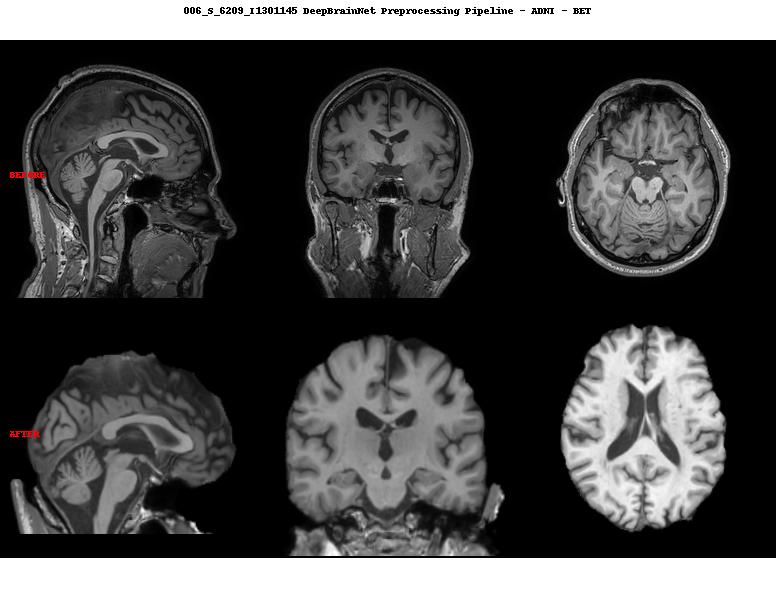 006_S_6209_I1301145 DeepBrainNet Preprocessing Pipeline - ADNI - BET
BEFORE
AFTER